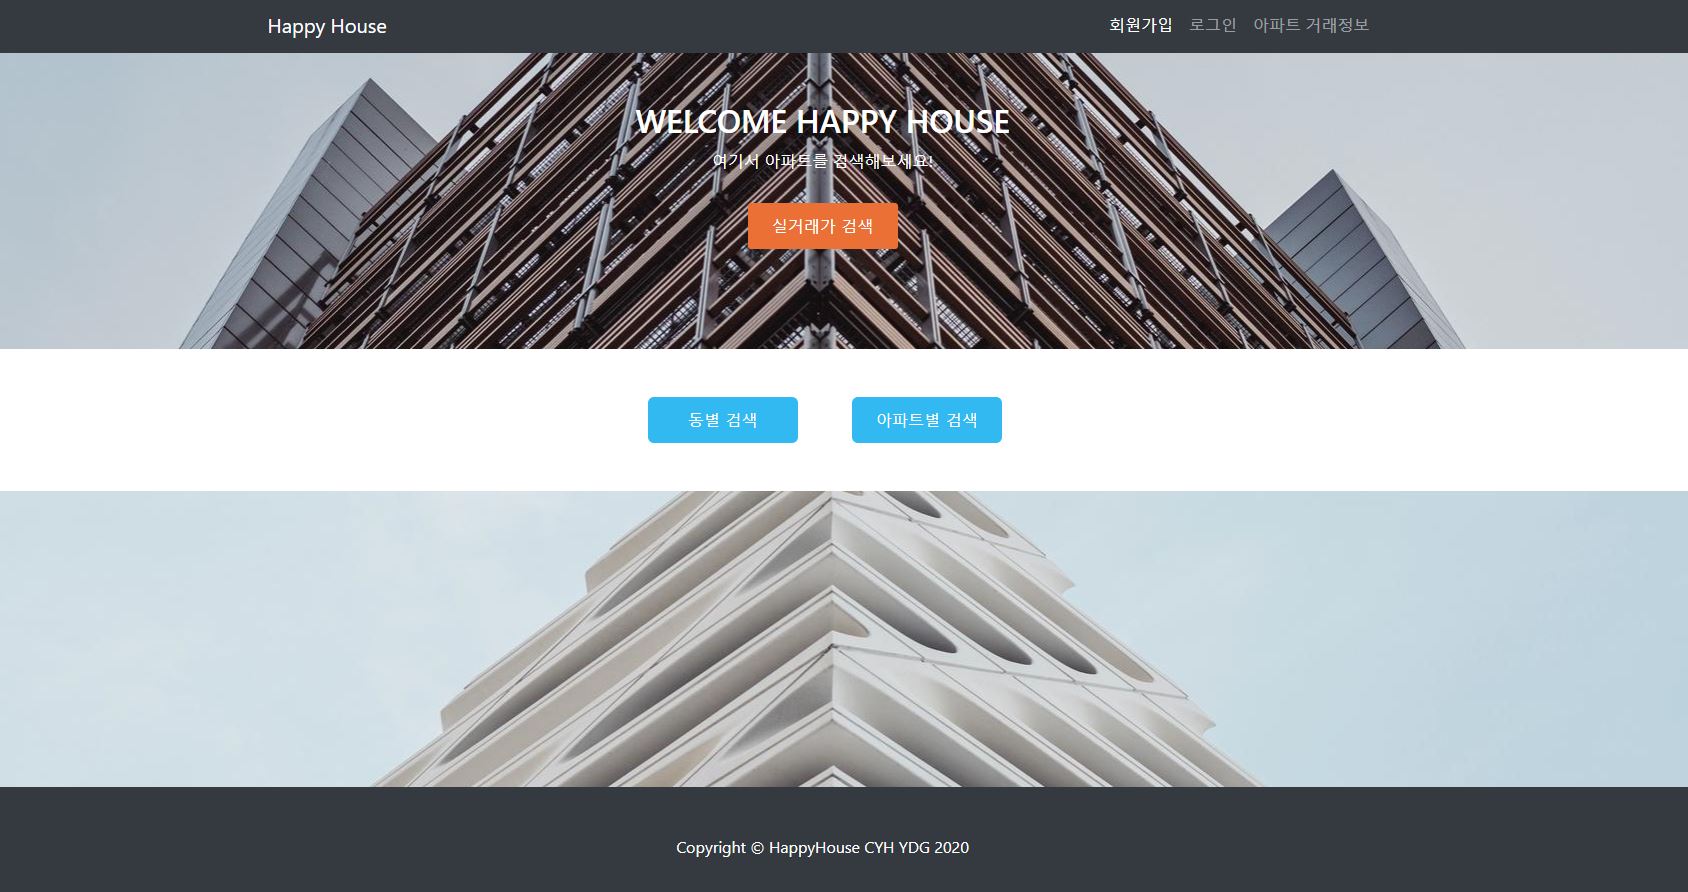 Happy House
회원가입 로그인 아파트 거래정보
WELCOME HAPPY HOUSE
여기서 아파트를 검색해보세요!
실거래가 검색
동별 검색
아파트별 검색
Copyright © HappyHouse CYH YDG 2020